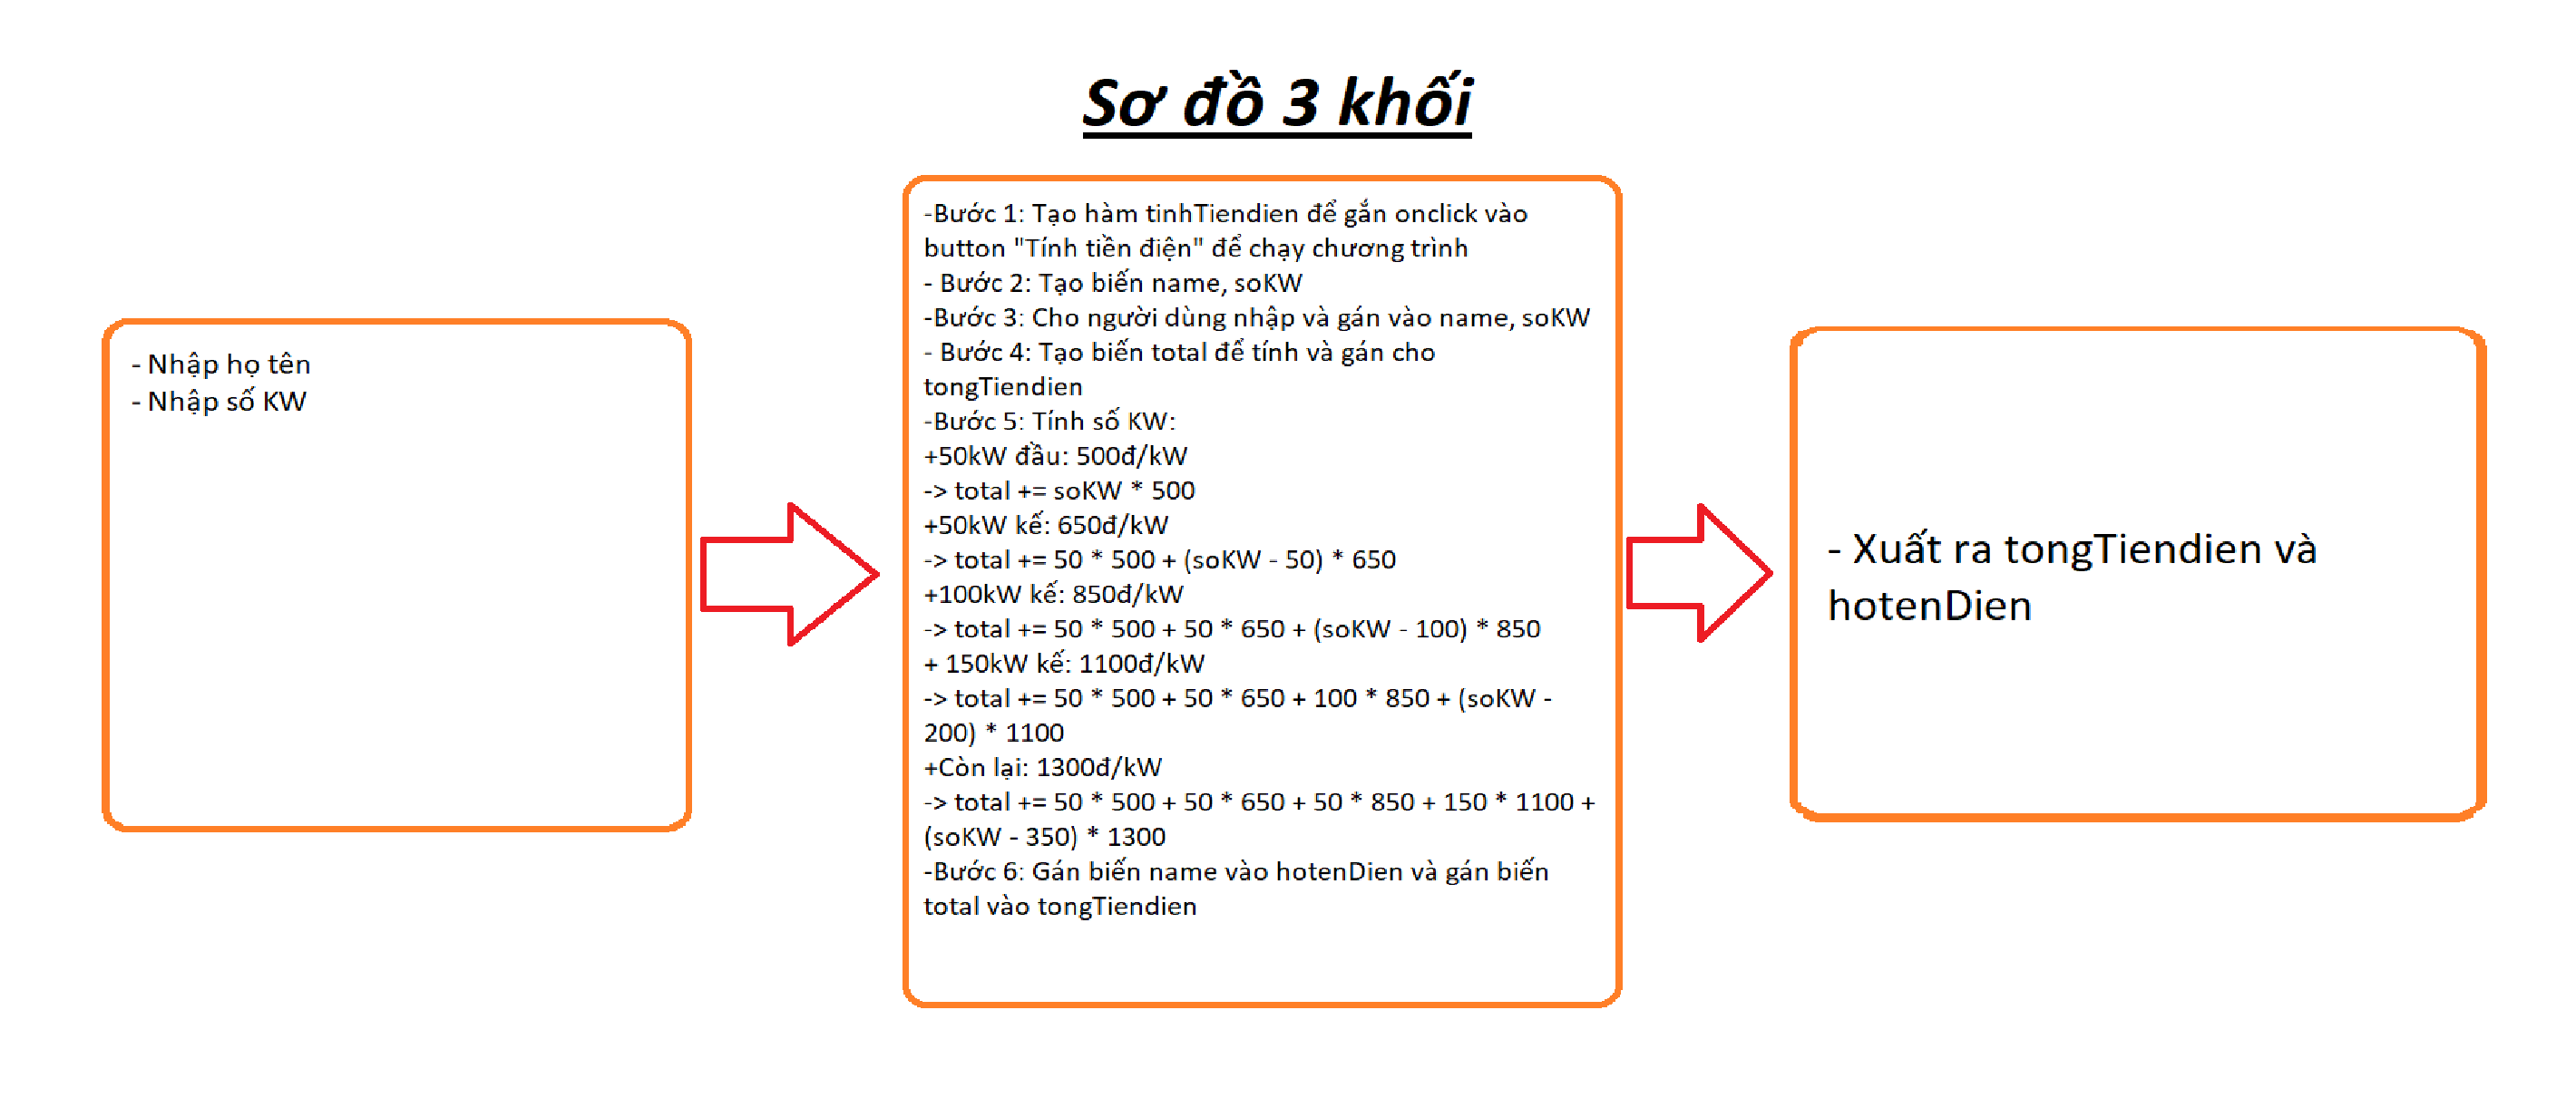 Sơ đồ 3 khối
- Nhập họ tên
- Nhập số KW
-Bước 1: Tạo hàm tinhTiendien để gắn onclick vào
button "Tính tiền điện" để chạy chương trình
- Bước 2: Tạo biến name, soKW
-Bước 3: Cho người dùng nhập và gán vào name, soKW
- Bước 4: Tạo biến total để tính và gán cho
tongTiendien
-Bước 5: Tính số KW:
+50kW đầu: 500đ/kW
-> total += soKW * 500
+50kW kế: 650đ/kW
-> total += 50 * 500 + (soKW - 50) * 650
+100kW kế: 850đ/kW
-> total += 50 * 500 + 50 * 650 + (soKW - 100) * 850
+ 150kW kế: 1100đ/kW
-> total += 50 * 500 + 50 * 650 + 100 * 850 + (soKW -
200) * 1100
+Còn lại: 1300đ/kW
-> total += 50 * 500 + 50 * 650 + 50 * 850 + 150 * 1100 +
(soKW - 350) * 1300
-Bước 6: Gán biến name vào hotenDien và gán biến
total vào tongTiendien
- Xuất ra tongTiendien và
hotenDien